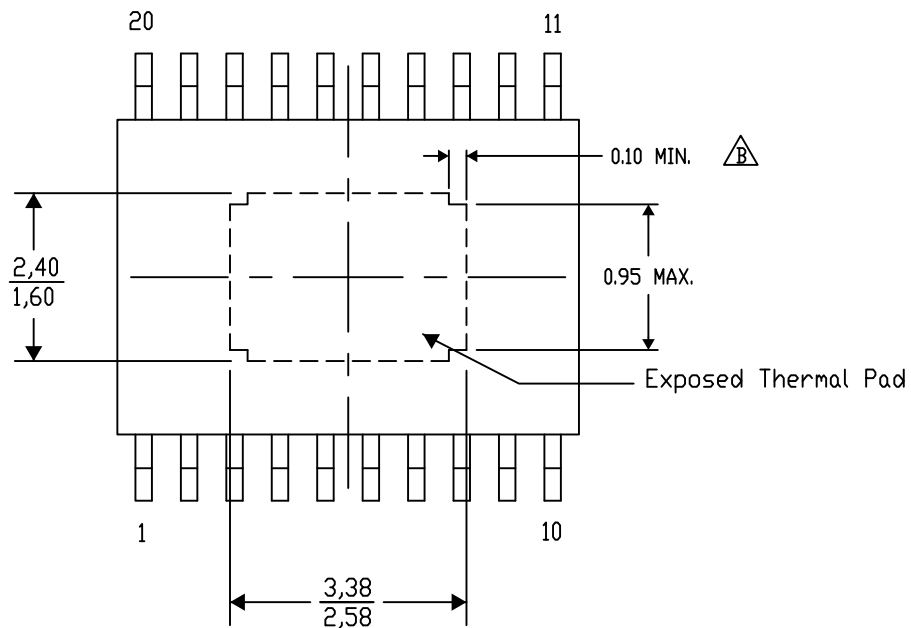 20
11
0.10 MIN.
B
2,40
1,60
0.95 MAX.
Exposed Thermal Pad
1
10
3,38
2,58